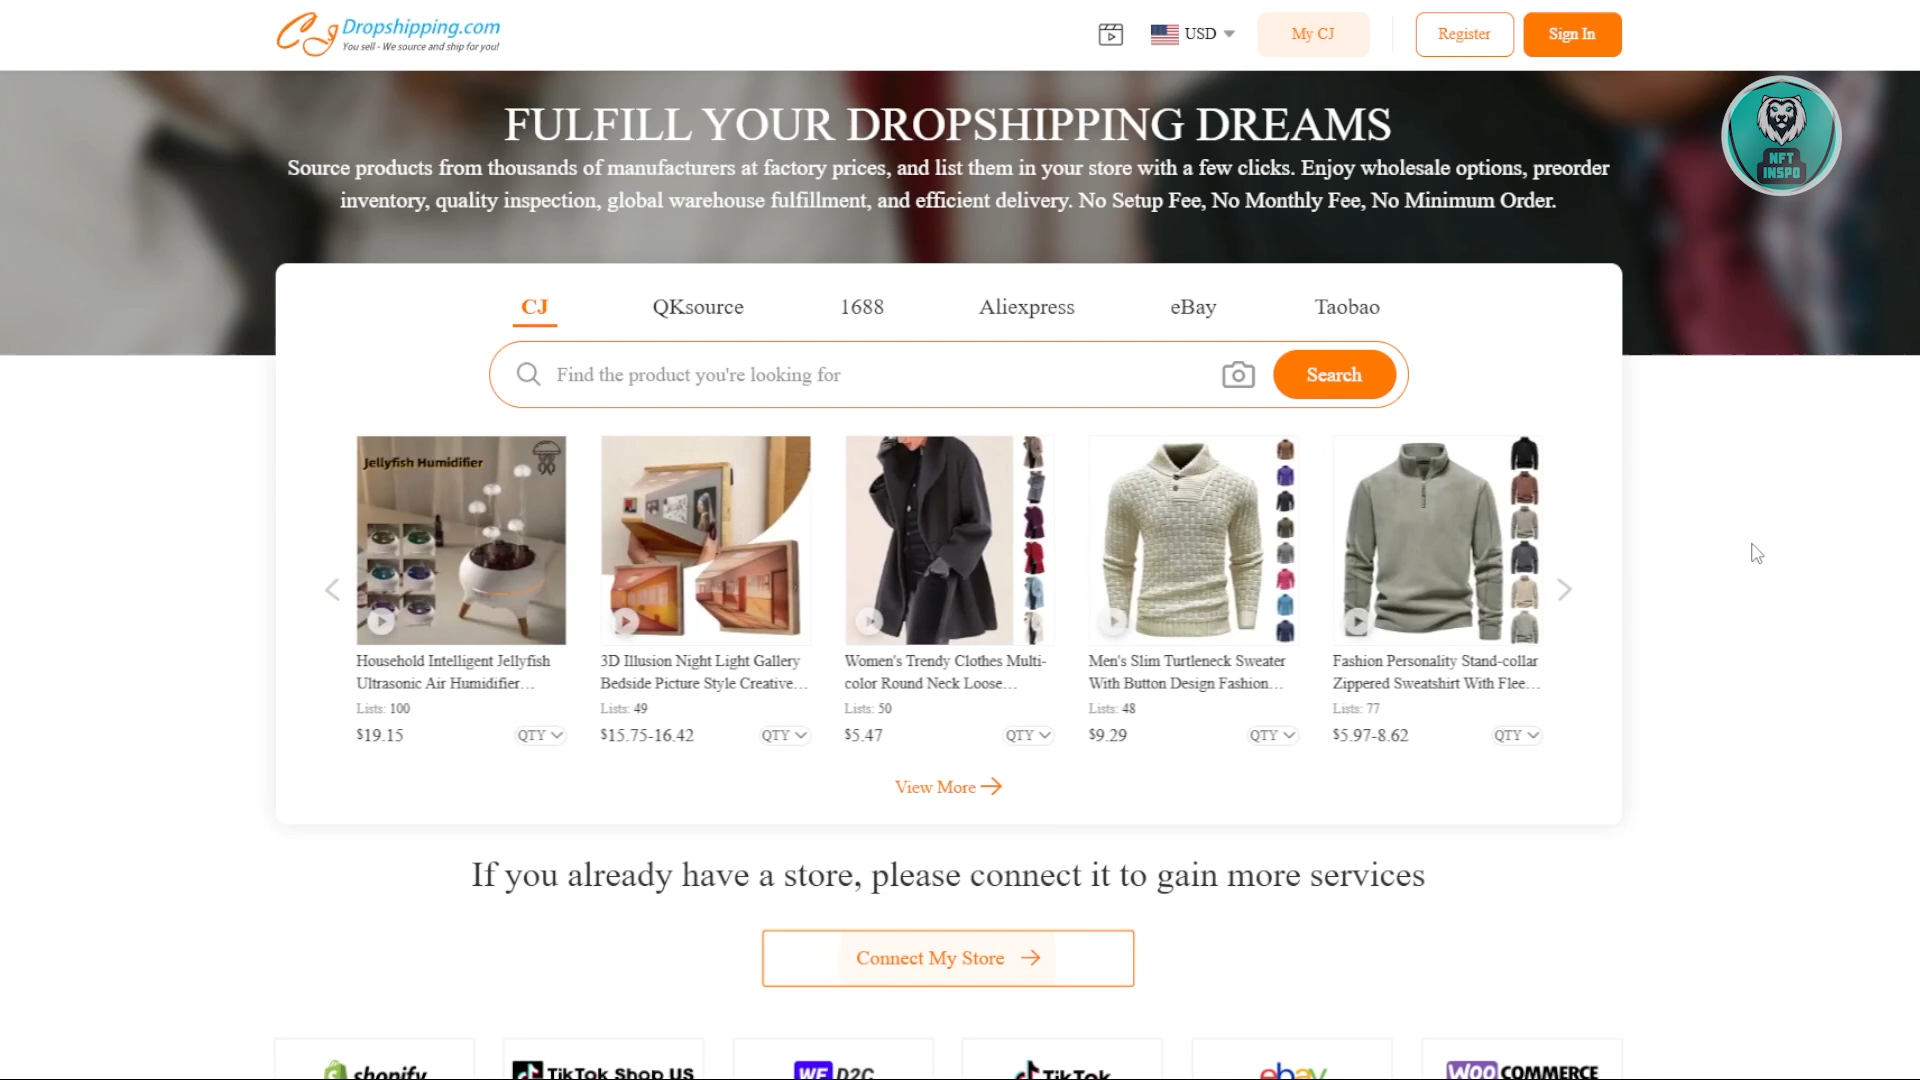 CJ Dropshipping.com
You sell - We source and ship for you!
USD
My CJ
Register
Sign In
FULFILL YOUR DROPSHIPPING DREAMS
Source products from thousands of manufacturers at factory prices, and list them in your store with a few clicks. Enjoy wholesale options, preorder
inventory, quality inspection, global warehouse fulfillment, and efficient delivery. No Setup Fee, No Monthly Fee, No Minimum Order.
NFT
INSPO
CJ
QKsource
1688
Aliexpress
eBay
Taobao
Find the product you're looking for
Search
Jellyfish Humidifier
Household Intelligent Jellyfish
Ultrasonic Air Humidifier...
Lists: 100
$19.15
QTY
3D Illusion Night Light Gallery
Bedside Picture Style Creative...
Lists: 49
$15.75-16.42
QTY
Women's Trendy Clothes Multi-
color Round Neck Loose...
Lists: 50
$5.47
QTY
Men's Slim Turtleneck Sweater
With Button Design Fashion...
Lists: 48
$9.29
QTY
Fashion Personality Stand-collar
Zippered Sweatshirt With Flee...
Lists: 77
$5.97-8.62
QTY
View More
If you already have a store, please connect it to gain more services
Connect My Store
shopify
TikTok Shop US
WE D2C
TikTok
ebay
WOO COMMERCE